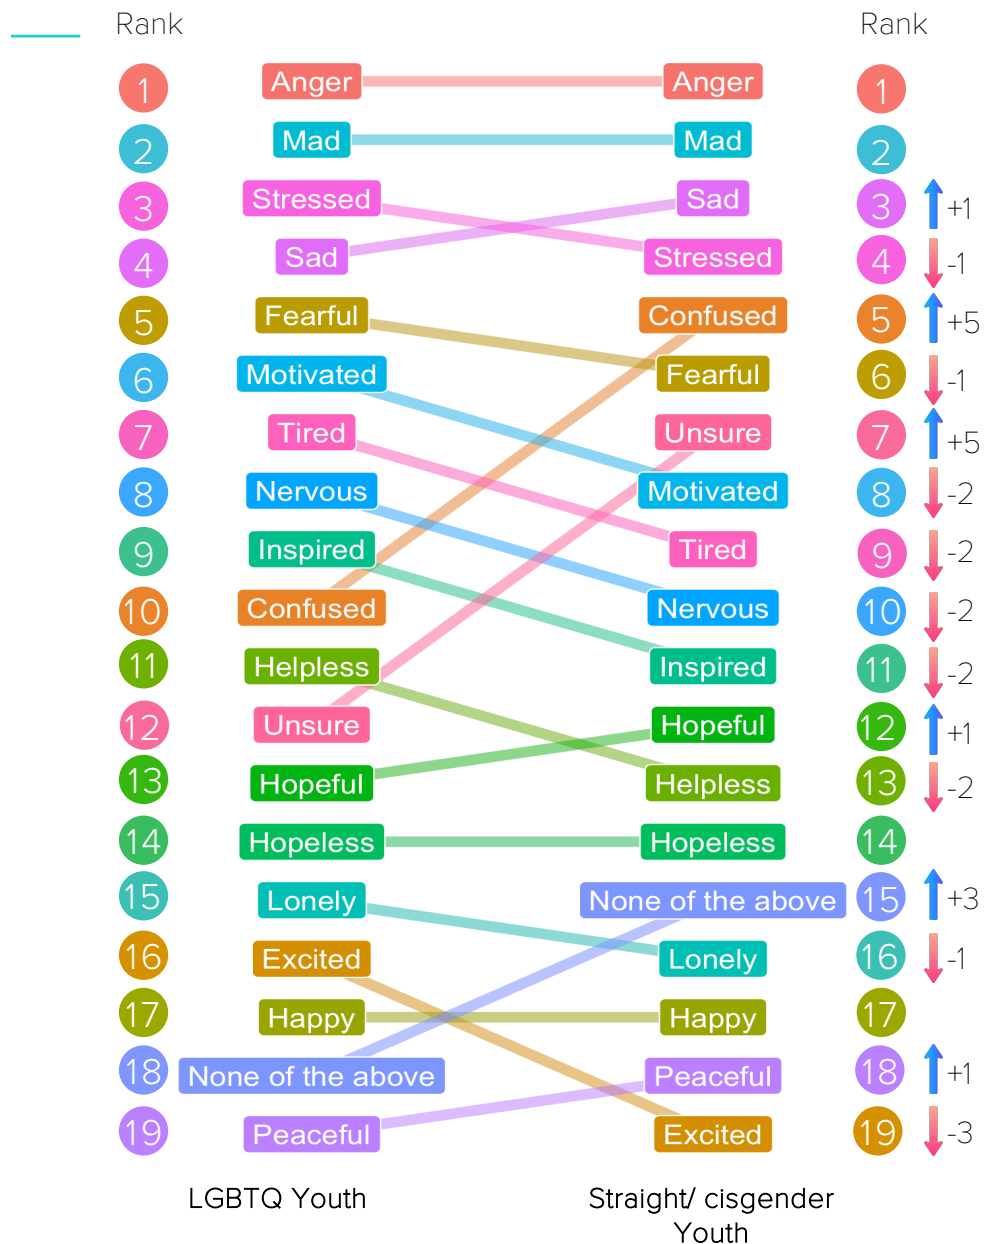 Rank Rank
1 Anger Anger 1
2 Mad Mad 2
3 Stressed Sad 3 +1
4 Sad Stressed 4 -1
5 Fearful Confused 5 +5
6 Motivated Fearful 6 -1
7 Tired Unsure 7 +5
8 Nervous Motivated 8 -2
9 Inspired Tired 9 -2
10 Confused Nervous 10 -2
11 Helpless Inspired 11 -2
12 Unsure Hopeful 12 +1
13 Hopeful Helpless 13 -2
14 Hopeless Hopeless 14
15 Lonely None of the above 15 +3
16 Excited Lonely 16 -1
17 Happy Happy 17
18 None of the above Peaceful 18 +1
19 Peaceful Excited 19 -3
LGBTQ Youth Straight/ cisgender
Youth